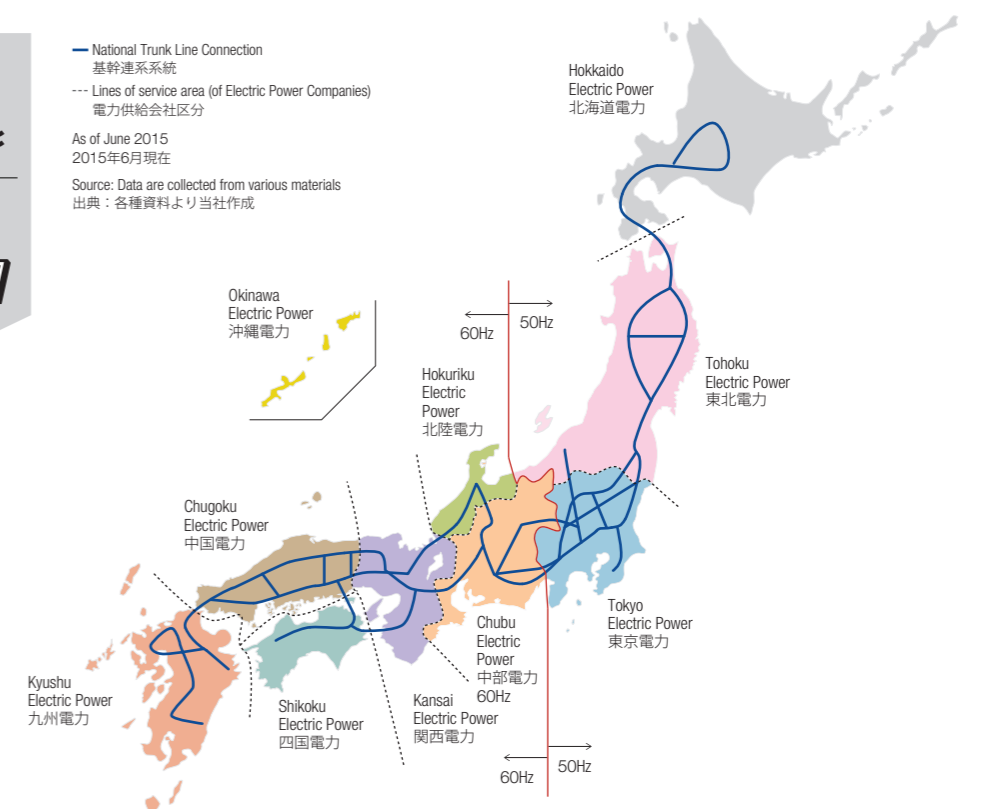 National Trunk Line Connection
基幹連系系統
Lines of service area (of Electric Power Companies)
電力供給会社区分
As of June 2015
2015年6月現在
Source: Data are collected from various materials
出典：各種資料より当社作成
Hokkaido
Electric Power
北海道電力
Okinawa
Electric Power
沖縄電力
60Hz
50Hz
Hokuriku
Electric
Power
北陸電力
Tohoku
Electric Power
東北電力
Chugoku
Electric Power
中国電力
Tokyo
Electric Power
東京電力
Chubu
Electric
Power
中部電力
60Hz
Kyushu
Electric Power
九州電力
Shikoku
Electric Power
四国電力
Kansai
Electric Power
関西電力
60Hz
50Hz